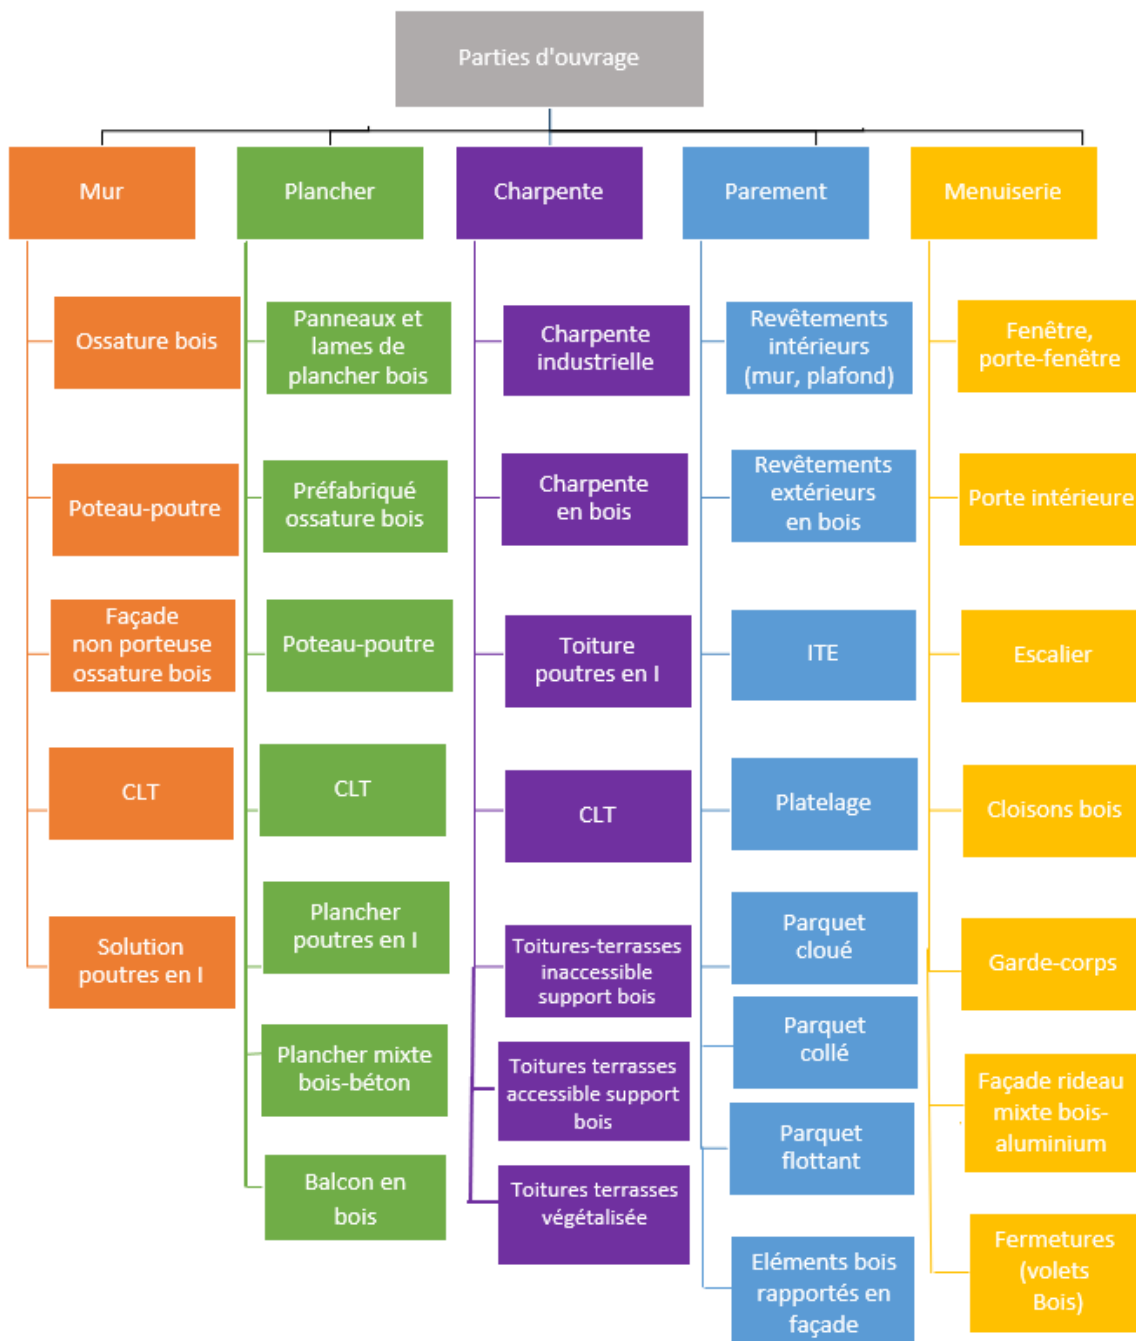 Parties d'ouvrage
Mur
Plancher
Charpente
Parement
Menuiserie
Ossature bois
Poteau-poutre
Façade
non porteuse
ossature bois
CLT
Solution
poutres en I
Panneaux et
lames de
plancher bois
Préfabriqué
ossature bois
Poteau-poutre
CLT
Plancher
poutres en I
Plancher mixte
bois-béton
Balcon en
bois
Charpente
industrielle
Charpente
en bois
Toiture
poutres en I
CLT
Toitures-terrasses
inaccessible
support bois
Toitures terrasses
accessible support
bois
Toitures terrasses
végétalisée
Revêtements
intérieurs
(mur, plafond)
Revêtements
extérieurs
en bois
ITE
Platelage
Parquet
cloué
Parquet
collé
Parquet
flottant
Eléments bois
rapportés en
façade
Fenêtre,
porte-fenêtre
Porte intérieure
Escalier
Cloisons bois
Garde-corps
Façade rideau
mixte bois-
aluminium
Fermetures
(volets
Bois)